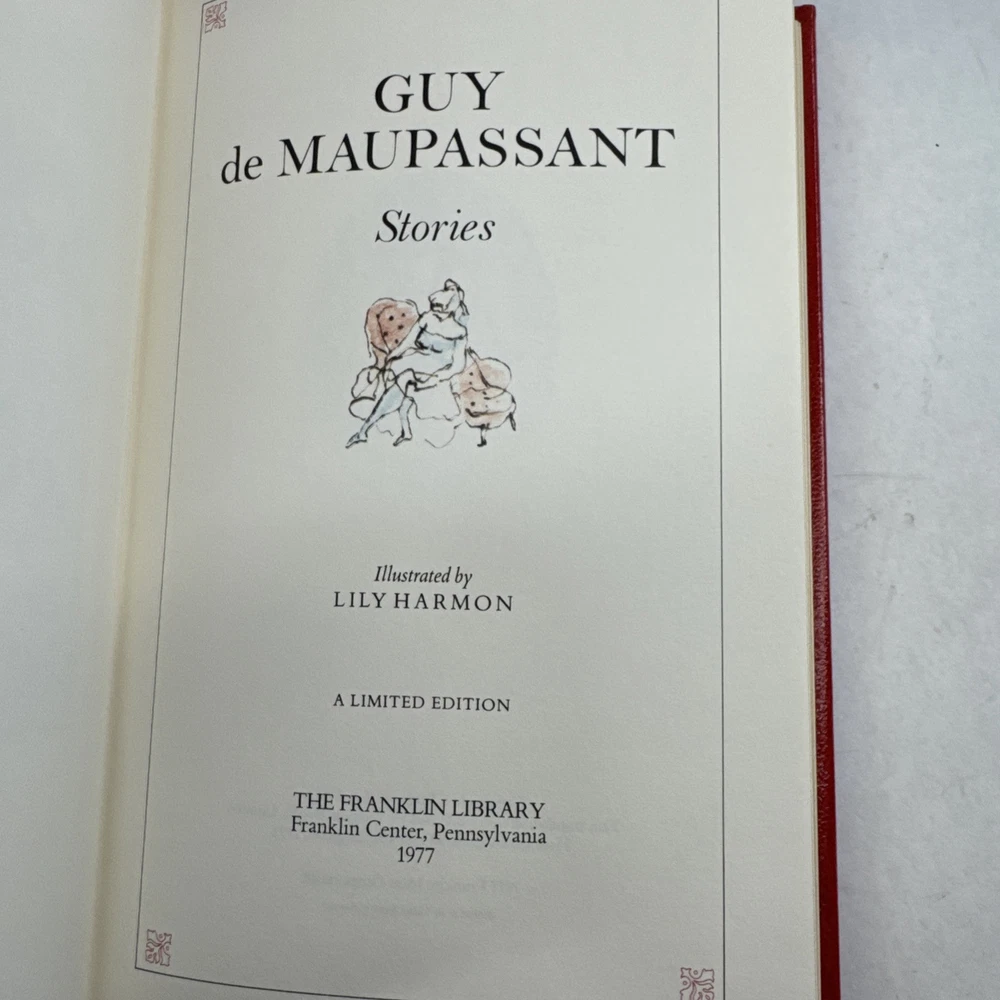 GUY
de MAUPASSANT
Stories
Illustrated by
LILY HARMON
A LIMITED EDITION
THE FRANKLIN LIBRARY
Franklin Center, Pennsylvania
1977